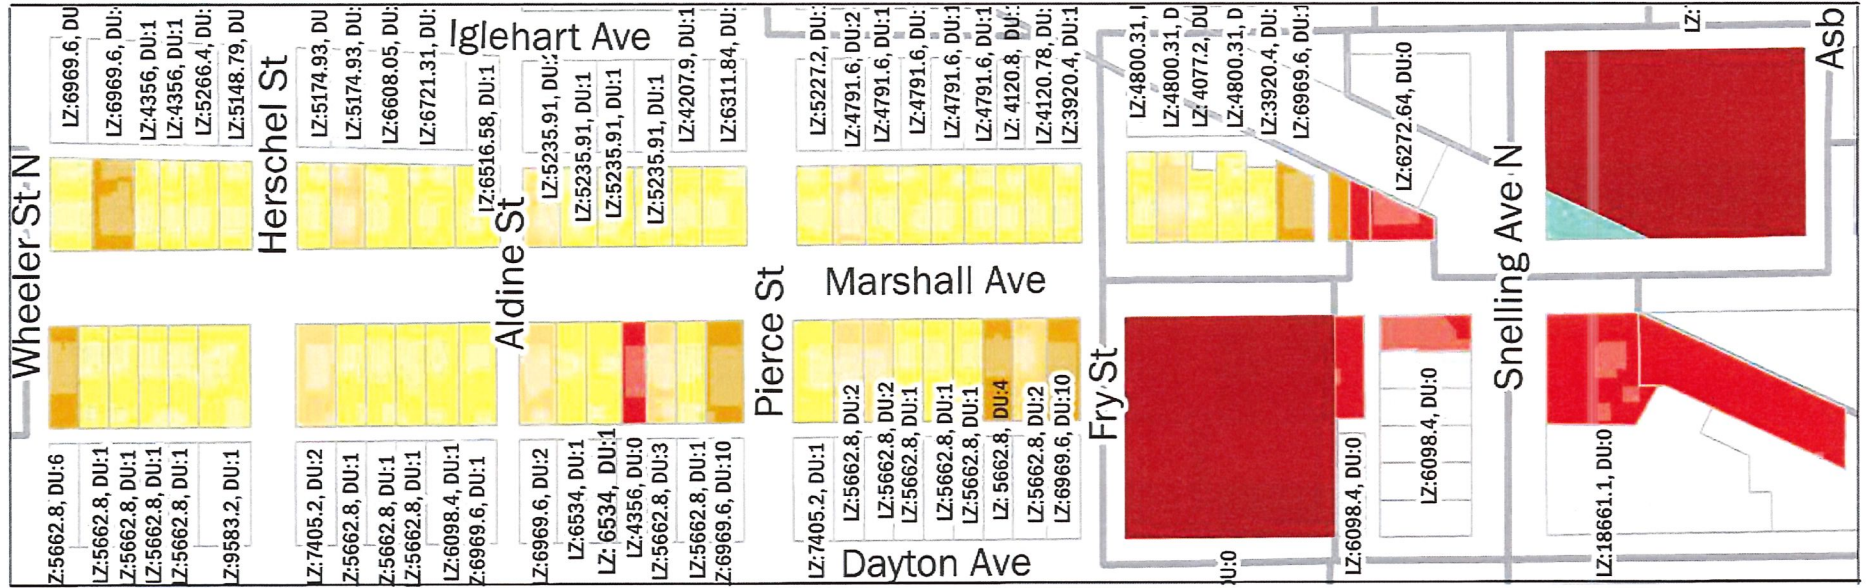 Wheeler St N
LZ:6969.6, DU:
LZ:6969.6, DU:
LZ:4356, DU:1
LZ:4356, DU:1
LZ:5266.4, DU:
LZ:5148.79, DU
Herschel St
LZ:5174.93, DU
LZ:5174.93, DU:
LZ:6608.05, DU:
LZ:6721.31, DU:
Iglehart Ave
LZ:6516.58, DU:1
Aldine St
LZ:5235.91, DU:2
LZ:5235.91, DU:1
LZ:5235.91, DU:1
LZ:5235.91, DU:1
LZ:4207.9, DU:1
LZ:6311.84, DU:
LZ:5227.2, DU:
LZ:4791.6, DU:2
LZ:4791.6, DU:1
LZ:4791.6, DU:
LZ:4791.6, DU:1
LZ:4791.6, DU:1
LZ: 4120.8, DU:
LZ:4120.78, DU:
LZ:3920.4, DU:1
LZ:4800.31,
LZ:4800.31, D
LZ:4077.2, DU
LZ:4800.31, D
LZ:3920.4, DU:
LZ:6969.6, DU:1
LZ:6272.64, DU:0
LZ:
Asb
Pierce St
Marshall Ave
Fry St
Snelling Ave N
Z:5662.8, DU:6
LZ:5662.8, DU:1
LZ:5662.8, DU:1
LZ:5662.8, DU:1
LZ:5662.8, DU:1
LZ:9583.2, DU:1
LZ:7405.2, DU:2
Z:5662.8, DU:1
LZ:5662.8, DU:1
LZ:5662.8, DU:1
LZ:6098.4, DU:1
Z:6969.6, DU:1
LZ:6969.6, DU:2
LZ:6534, DU:1
LZ: 6534, DU:1
LZ:4356, DU:0
LZ:5662.8, DU:3
LZ:5662.8, DU:1
Z:6969.6, DU:10
LZ:7405.2, DU:1
LZ:5662.8, DU:2
LZ:5662.8, DU:2
LZ:5662.8, DU:1
LZ:5662.8, DU:1
LZ:5662.8, DU:1
LZ: 5662.8, DU:4
LZ:5662.8, DU:2
LZ:6969.6, DU:10
Dayton Ave
U:0
LZ:6098.4, DU:0
LZ:6098.4, DU:0
LZ:18661.1, DU:0